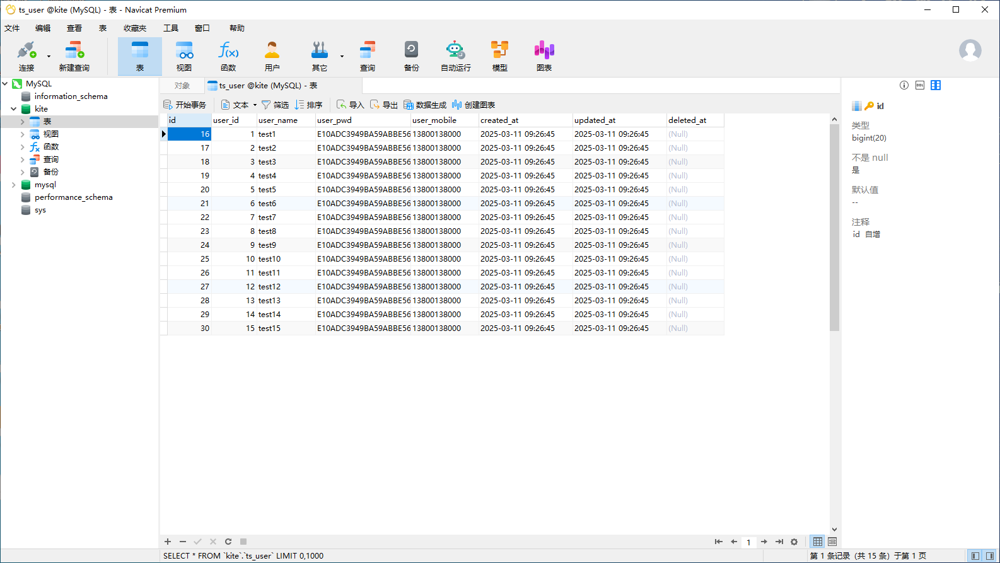 ts_user @kite (MySQL) - 表 - Navicat Premium
文件 编辑 查看 表 收藏夹 工具 窗口 帮助
连接 新建查询 表 视图 函数 用户 其它 查询 备份 自动运行 模型 图表
MySQL
information_schema
kite
表
视图
函数
查询
备份
mysql
performance_schema
sys
对象 ts_user @kite (MySQL) - 表
开始事务 文本 筛选 排序 导入 导出 数据生成 创建图表
id user_id user_name user_pwd user_mobile created_at updated_at deleted_at
16 1 test1 E10ADC3949BA59ABBE56 13800138000 2025-03-11 09:26:45 2025-03-11 09:26:45 (Null)
17 2 test2 E10ADC3949BA59ABBE56 13800138000 2025-03-11 09:26:45 2025-03-11 09:26:45 (Null)
18 3 test3 E10ADC3949BA59ABBE56 13800138000 2025-03-11 09:26:45 2025-03-11 09:26:45 (Null)
19 4 test4 E10ADC3949BA59ABBE56 13800138000 2025-03-11 09:26:45 2025-03-11 09:26:45 (Null)
20 5 test5 E10ADC3949BA59ABBE56 13800138000 2025-03-11 09:26:45 2025-03-11 09:26:45 (Null)
21 6 test6 E10ADC3949BA59ABBE56 13800138000 2025-03-11 09:26:45 2025-03-11 09:26:45 (Null)
22 7 test7 E10ADC3949BA59ABBE56 13800138000 2025-03-11 09:26:45 2025-03-11 09:26:45 (Null)
23 8 test8 E10ADC3949BA59ABBE56 13800138000 2025-03-11 09:26:45 2025-03-11 09:26:45 (Null)
24 9 test9 E10ADC3949BA59ABBE56 13800138000 2025-03-11 09:26:45 2025-03-11 09:26:45 (Null)
25 10 test10 E10ADC3949BA59ABBE56 13800138000 2025-03-11 09:26:45 2025-03-11 09:26:45 (Null)
26 11 test11 E10ADC3949BA59ABBE56 13800138000 2025-03-11 09:26:45 2025-03-11 09:26:45 (Null)
27 12 test12 E10ADC3949BA59ABBE56 13800138000 2025-03-11 09:26:45 2025-03-11 09:26:45 (Null)
28 13 test13 E10ADC3949BA59ABBE56 13800138000 2025-03-11 09:26:45 2025-03-11 09:26:45 (Null)
29 14 test14 E10ADC3949BA59ABBE56 13800138000 2025-03-11 09:26:45 2025-03-11 09:26:45 (Null)
30 15 test15 E10ADC3949BA59ABBE56 13800138000 2025-03-11 09:26:45 2025-03-11 09:26:45 (Null)
DDL
id
类型
bigint(20)
不是 null
是
默认值
--
注释
id 自增
1
SELECT * FROM `kite`.`ts_user` LIMIT 0,1000
第 1 条记录 (共 15 条) 于第 1 页